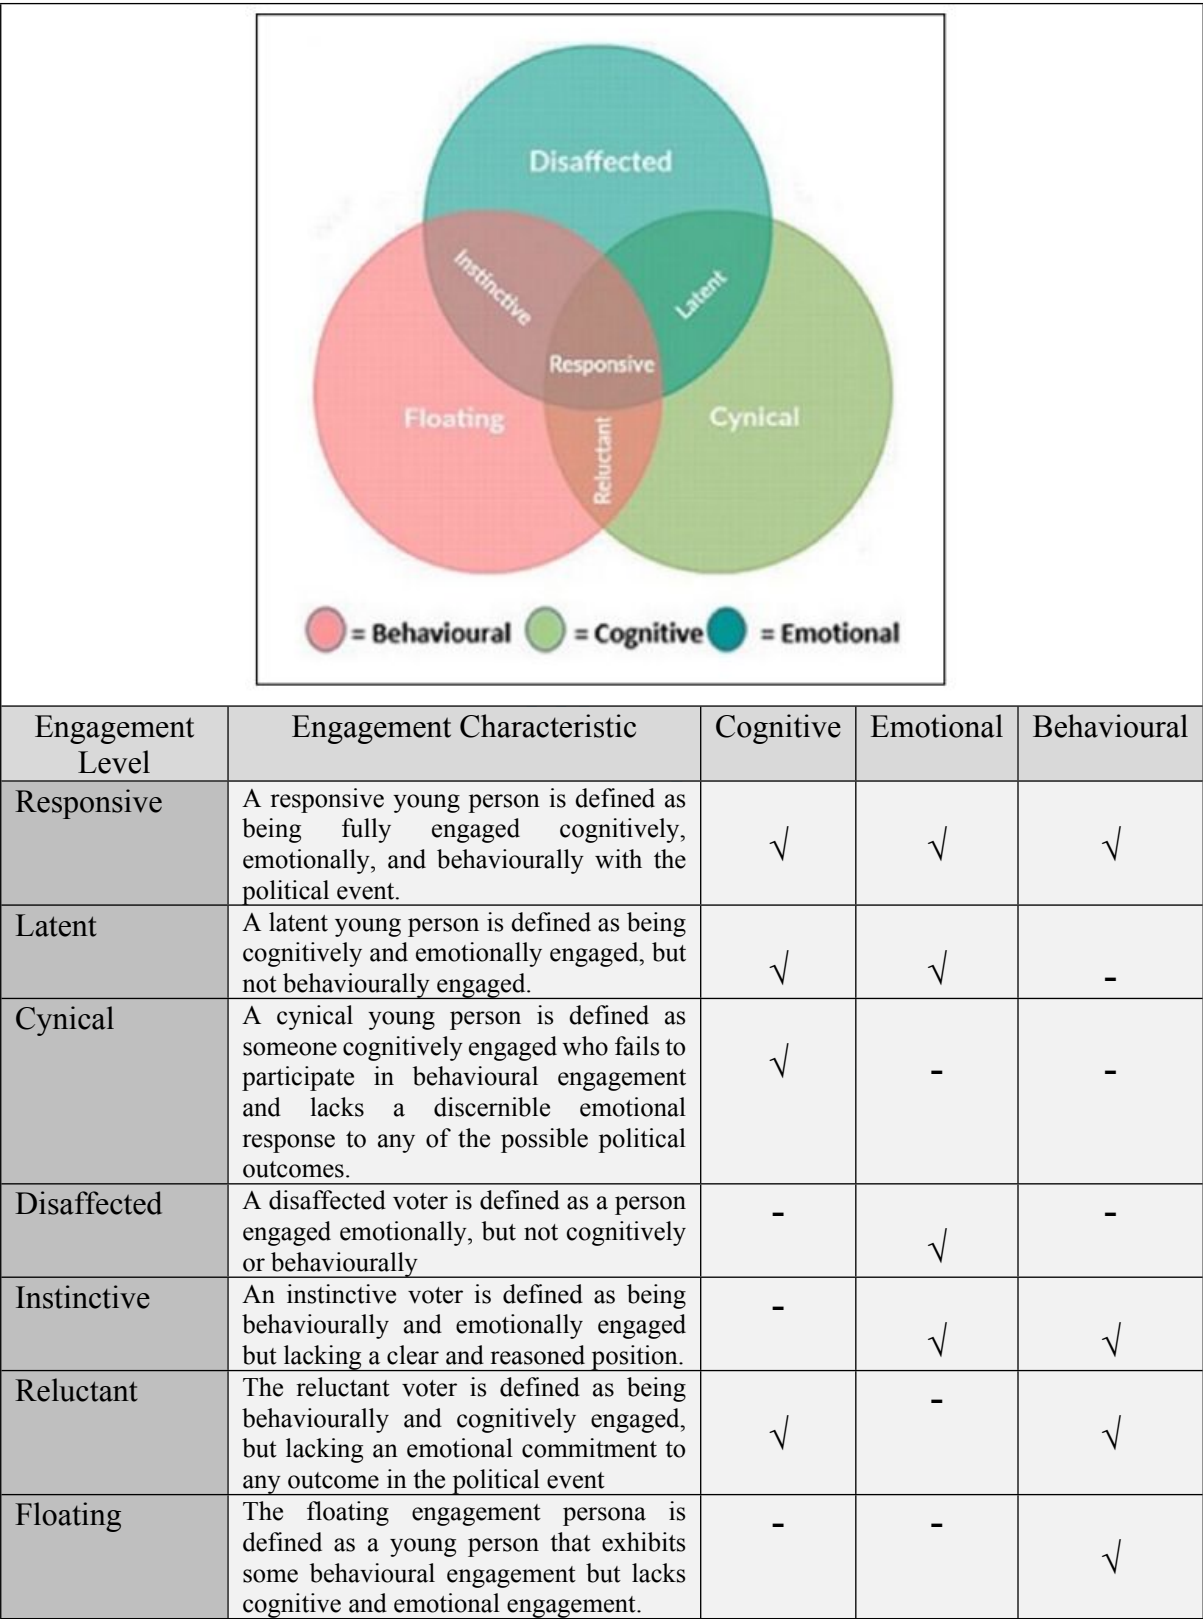 Disaffected
Instinctive
Latent
Responsive
Floating
Cynical
Reluctant
= Behavioural = Cognitive = Emotional
Engagement Level
Engagement Characteristic
Cognitive
Emotional
Behavioural
Responsive
A responsive young person is defined as
being fully engaged cognitively,
emotionally, and behaviourally with the
political event.
√ √ √
Latent
A latent young person is defined as being
cognitively and emotionally engaged, but
not behaviourally engaged.
√ √ -
Cynical
A cynical young person is defined as
someone cognitively engaged who fails to
participate in behavioural engagement
and lacks a discernible emotional
response to any of the possible political
outcomes.
√ - -
Disaffected
A disaffected voter is defined as a person
engaged emotionally, but not cognitively
or behaviourally
- √ -
Instinctive
An instinctive voter is defined as being
behaviourally and emotionally engaged
but lacking a clear and reasoned position.
- √ √
Reluctant
The reluctant voter is defined as being
behaviourally and cognitively engaged,
but lacking an emotional commitment to
any outcome in the political event
√ - √
Floating
The floating engagement persona is
defined as a young person that exhibits
some behavioural engagement but lacks
cognitive and emotional engagement.
- - √